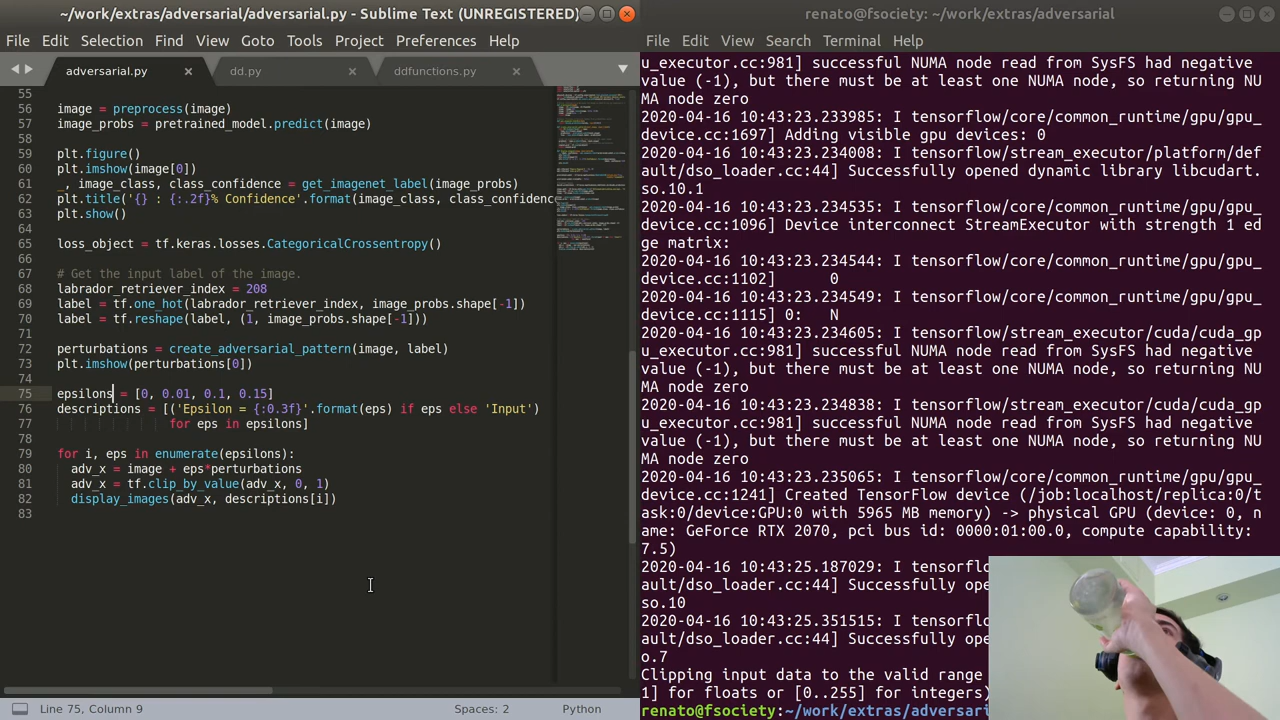 ~/work/extras/adversarial/adversarial.py - Sublime Text (UNREGISTERED)
File Edit Selection Find View Goto Tools Project Preferences Help
adversarial.py
dd.py
ddfunctions.py
55
56 image = preprocess(image)
57 image_probs = pretrained_model.predict(image)
58
59 plt.figure()
60 plt.imshow(image[0])
61 _, image_class, class_confidence = get_imagenet_label(image_probs)
62 plt.title('{} : {:.2f}% Confidence'.format(image_class, class_confidenc
63 plt.show()
64
65 loss_object = tf.keras.losses.CategoricalCrossentropy()
66
67 # Get the input label of the image.
68 labrador_retriever_index = 208
69 label = tf.one_hot(labrador_retriever_index, image_probs.shape[-1])
70 label = tf.reshape(label, (1, image_probs.shape[-1]))
71
72 perturbations = create_adversarial_pattern(image, label)
73 plt.imshow(perturbations[0])
74
75 epsilons = [0, 0.01, 0.1, 0.15]
76 descriptions = [('Epsilon = {:0.3f}'.format(eps) if eps else 'Input')
77 for eps in epsilons]
78
79 for i, eps in enumerate(epsilons):
80 adv_x = image + eps*perturbations
81 adv_x = tf.clip_by_value(adv_x, 0, 1)
82 display_images(adv_x, descriptions[i])
83
Line 75, Column 9
Spaces: 2
Python
renato@fsociety: ~/work/extras/adversarial
File Edit View Search Terminal Help
u_executor.cc:981] successful NUMA node read from SysFS had negative
value (-1), but there must be at least one NUMA node, so returning NU
MA node zero
2020-04-16 10:43:23.223926: I tensorflow/core/common_runtime/gpu/gpu_
device.cc:1697] Adding visible gpu devices: 0
2020-04-16 10:43:23.224008: I tensorflow/stream_executor/platform/def
ault/dso_loader.cc:44] Successfully opened dynamic library libcudart.
so.10.1
2020-04-16 10:43:23.234535: I tensorflow/core/common_runtime/gpu/gpu_
device.cc:1096] Device interconnect StreamExecutor with strength 1 ed
ge matrix:
2020-04-16 10:43:23.234544: I tensorflow/core/common_runtime/gpu/gpu_
device.cc:1102] 0
2020-04-16 10:43:23.234549: I tensorflow/core/common_runtime/gpu/gpu_
device.cc:1115] 0: N
2020-04-16 10:43:23.234605: I tensorflow/stream_executor/cuda/cuda_gp
u_executor.cc:981] successful NUMA node read from SysFS had negative
value (-1), but there must be at least one NUMA node, so returning NU
MA node zero
2020-04-16 10:43:23.234838: I tensorflow/stream_executor/cuda/cuda_gp
u_executor.cc:981] successful NUMA node read from SysFS had negative
value (-1), but there must be at least one NUMA node, so returning NU
MA node zero
2020-04-16 10:43:23.235065: I tensorflow/core/common_runtime/gpu/gpu_
device.cc:1241] Created TensorFlow device (/job:localhost/replica:0/t
ask:0/device:GPU:0 with 5965 MB memory) -> physical GPU (device: 0, n
ame: GeForce RTX 2070, pci bus id: 0000:01:00.0, compute capability:
7.5)
2020-04-16 10:43:25.187029: I tensorfl
ault/dso_loader.cc:44] Successfully ope
so.10
2020-04-16 10:43:25.351515: I tensorfl
ault/dso_loader.cc:44] Successfully ope
o.7
Clipping input data to the valid range
1] for floats or [0..255] for integers)
renato@fsociety:~/work/extras/adversari